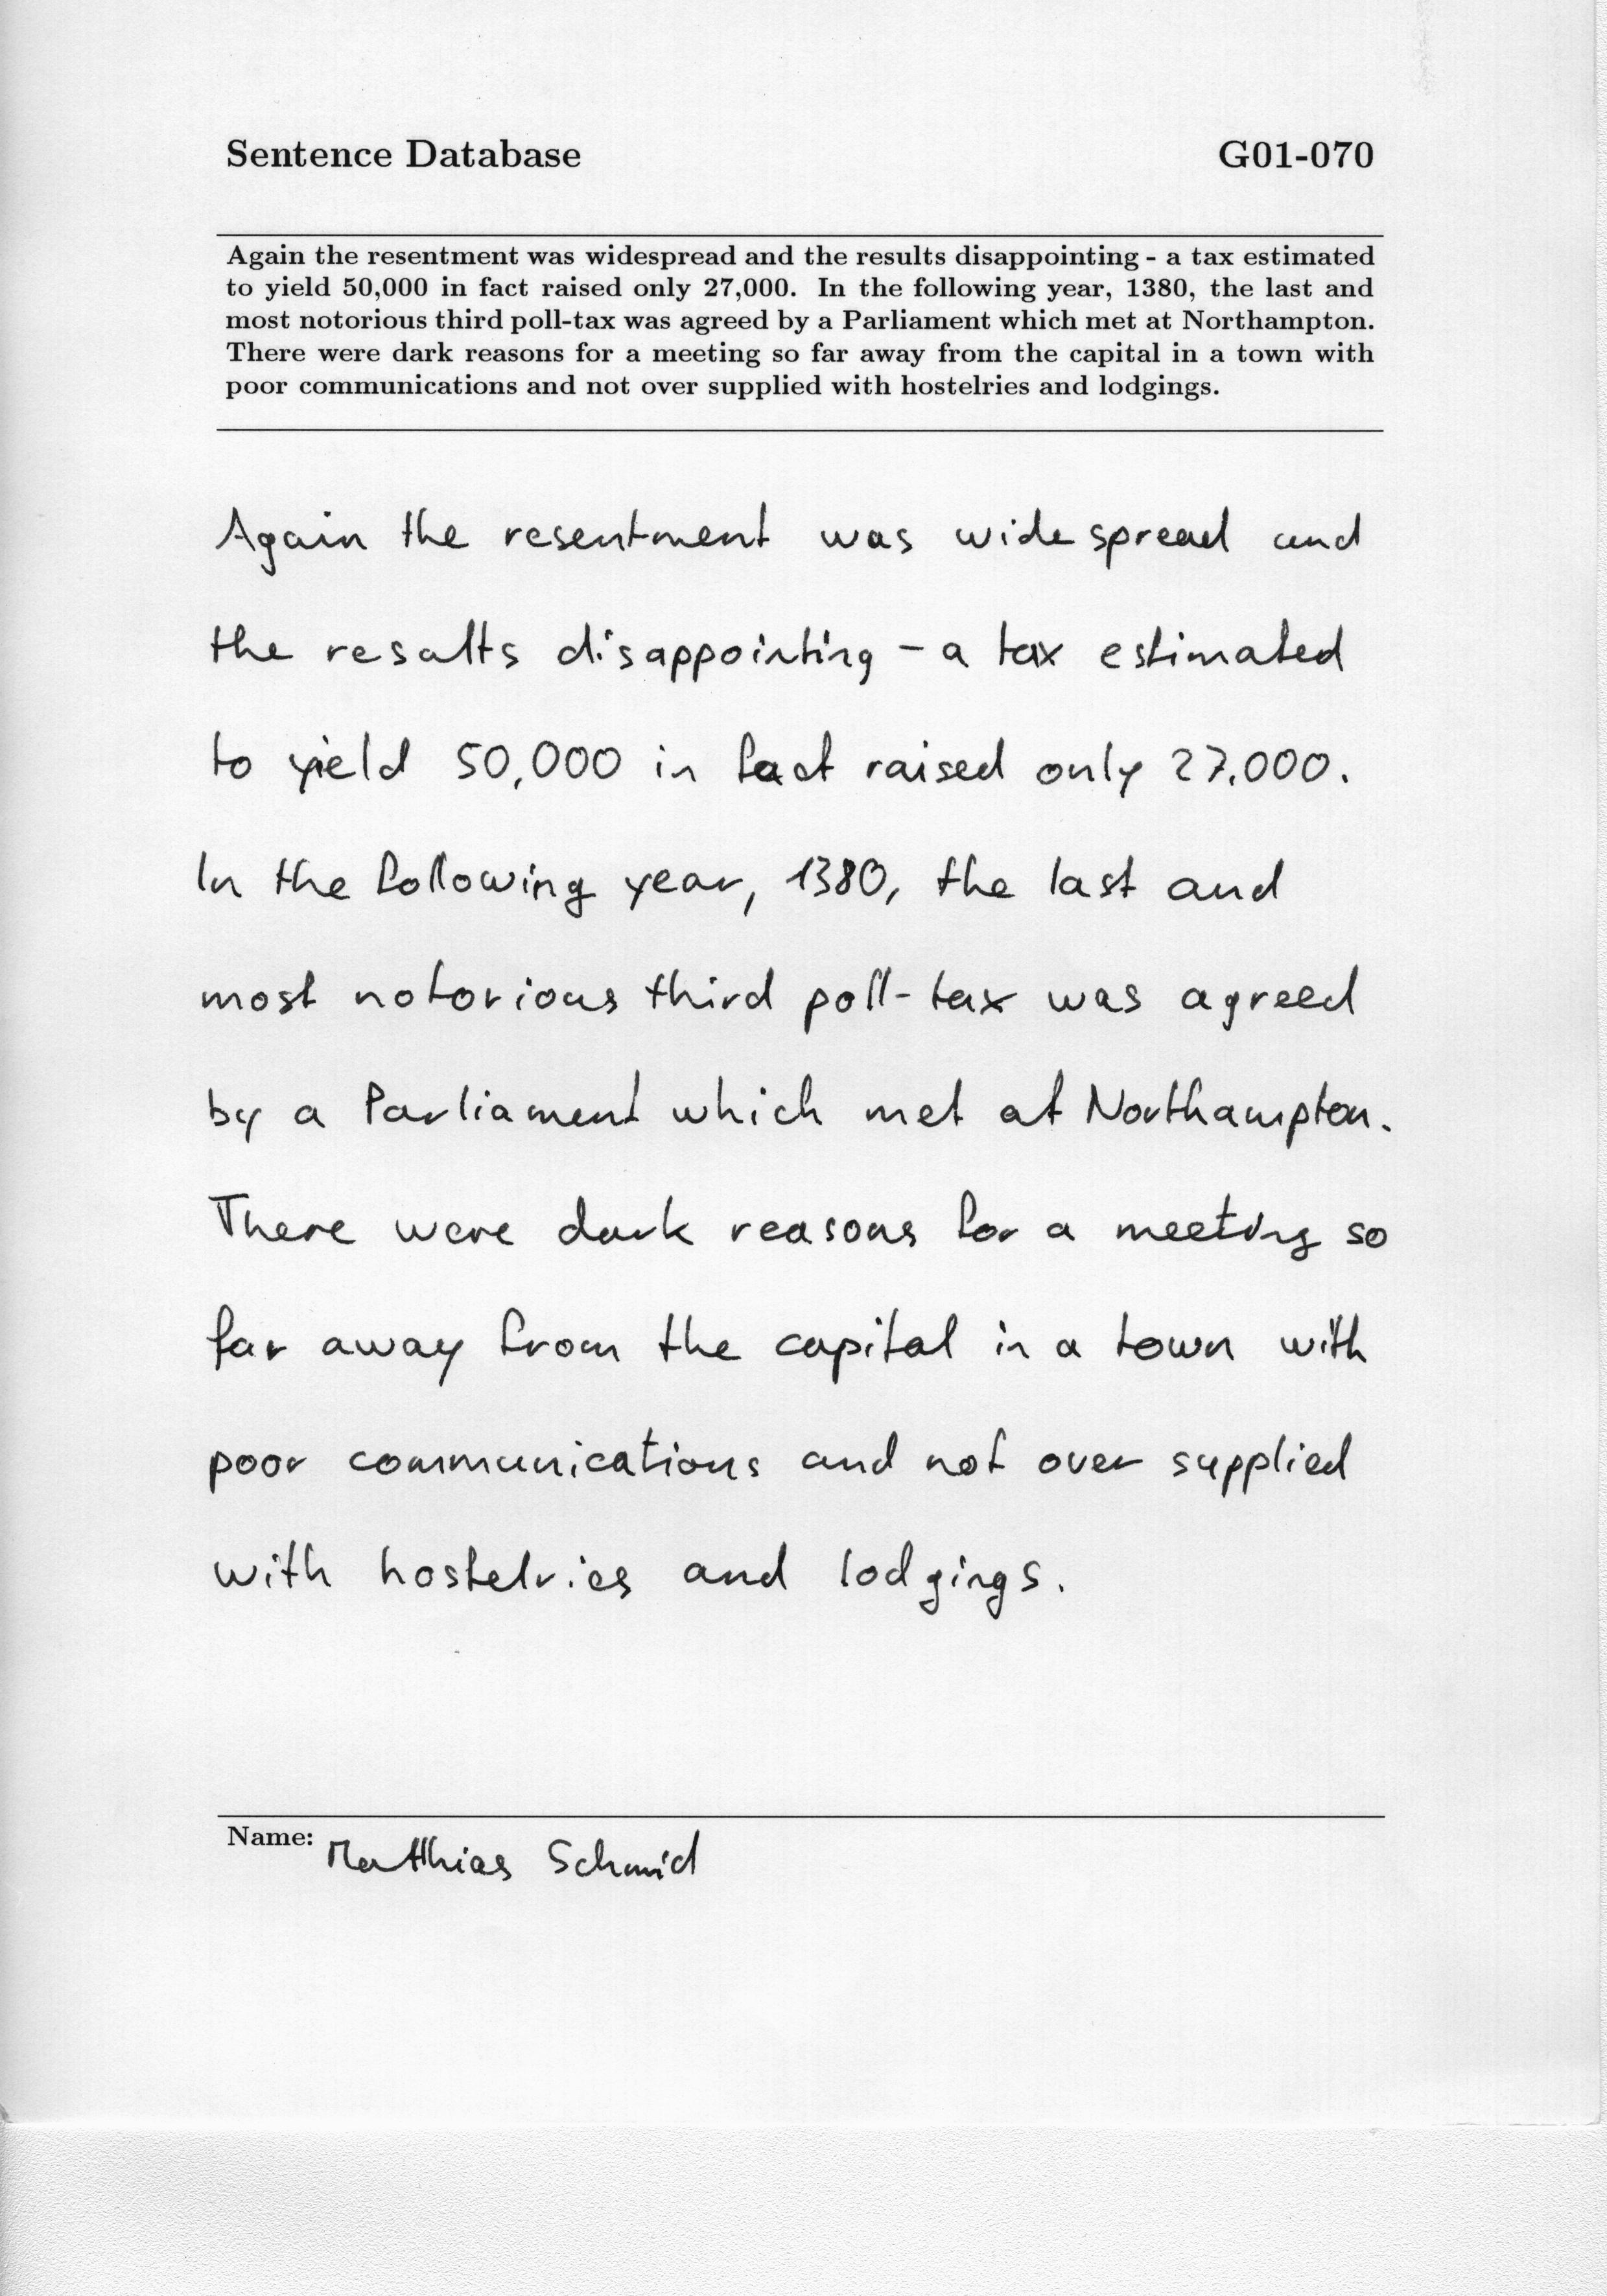 Sentence Database G01-070
Again the resentment was widespread and the results disappointing - a tax estimated
to yield 50,000 in fact raised only 27,000. In the following year, 1380, the last and
most notorious third poll-tax was agreed by a Parliament which met at Northampton.
There were dark reasons for a meeting so far away from the capital in a town with
poor communications and not over supplied with hostelries and lodgings.
Again the resentment was widespread and
the results disappointing - a tax estimated
to yield 50,000 in fact raised only 27,000.
In the following year, 1380, the last and
most notorious third poll-tax was agreed
by a Parliament which met at Northampton.
There were dark reasons for a meeting so
far away from the capital in a town with
poor communications and not over supplied
with hostelries and lodgings.
Name: Matthias Schmid